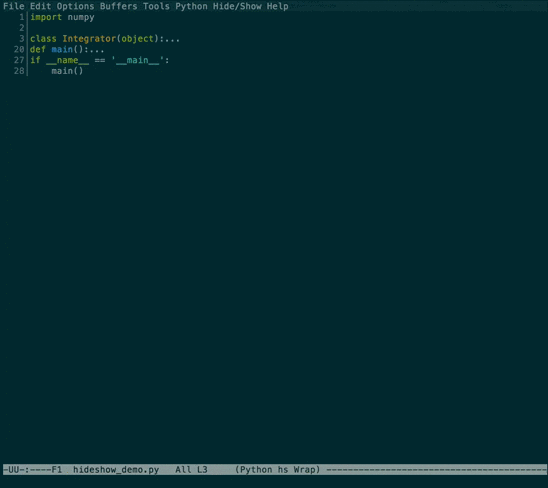 File Edit Options Buffers Tools Python Hide/Show Help
1 import numpy
2
3 class Integrator(object):...
20 def main():...
27 if __name__ == '__main__':
28     main()
-UU-:----F1  hideshow_demo.py   All L3     (Python hs Wrap) ------------------------------------------